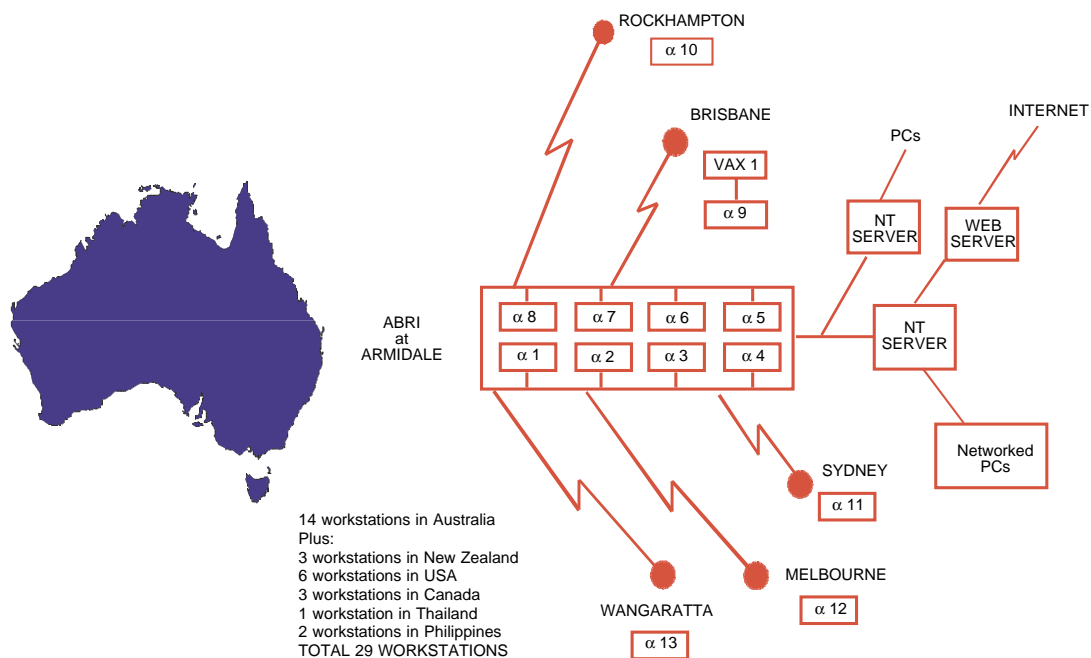 ROCKHAMPTON
α 10
BRISBANE
VAX 1
α 9
PCs
INTERNET
NT
SERVER
WEB
SERVER
ABRI
at
ARMIDALE
α 8
α 7
α 6
α 5
α 1
α 2
α 3
α 4
NT
SERVER
Networked
PCs
SYDNEY
α 11
MELBOURNE
α 12
WANGARATTA
α 13
14 workstations in Australia
Plus:
3 workstations in New Zealand
6 workstations in USA
3 workstations in Canada
1 workstation in Thailand
2 workstations in Philippines
TOTAL 29 WORKSTATIONS